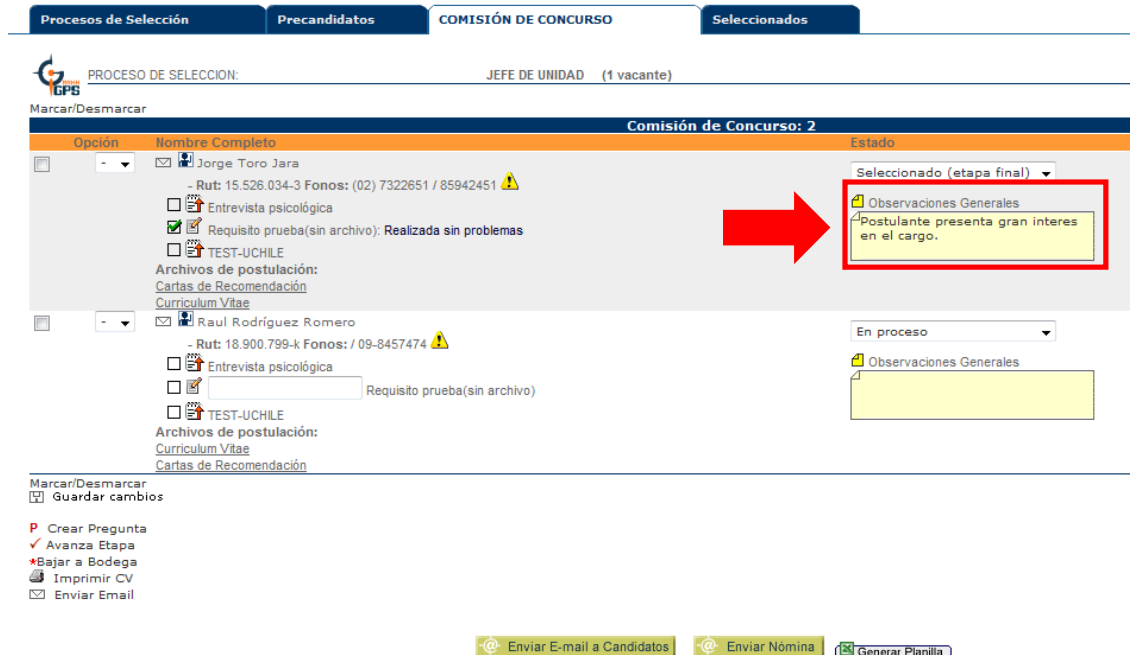 Procesos de Selección Precandidatos COMISIÓN DE CONCURSO Seleccionados
GPS PROCESO DE SELECCION: JEFE DE UNIDAD (1 vacante)
Marcar/Desmarcar
Comisión de Concurso: 2
Opción Nombre Completo Estado
- Jorge Toro Jara
Seleccionado (etapa final)
- Rut: 15.526.034-3 Fonos: (02) 7322651 / 85942451
Entrevista psicológica
Observaciones Generales
Postulante presenta gran interes
en el cargo.
Requisito prueba(sin archivo): Realizada sin problemas
TEST-UCHILE
Archivos de postulación:
Cartas de Recomendación
Curriculum Vitae
- Raul Rodríguez Romero
En proceso
- Rut: 18.900.799-k Fonos: / 09-8457474
Entrevista psicológica
Observaciones Generales
Requisito prueba(sin archivo)
TEST-UCHILE
Archivos de postulación:
Curriculum Vitae
Cartas de Recomendación
Marcar/Desmarcar
Guardar cambios
P Crear Pregunta
Avanza Etapa
*Bajar a Bodega
Imprimir CV
Enviar Email
@ Enviar E-mail a Candidatos @ Enviar Nómina Generar Planilla